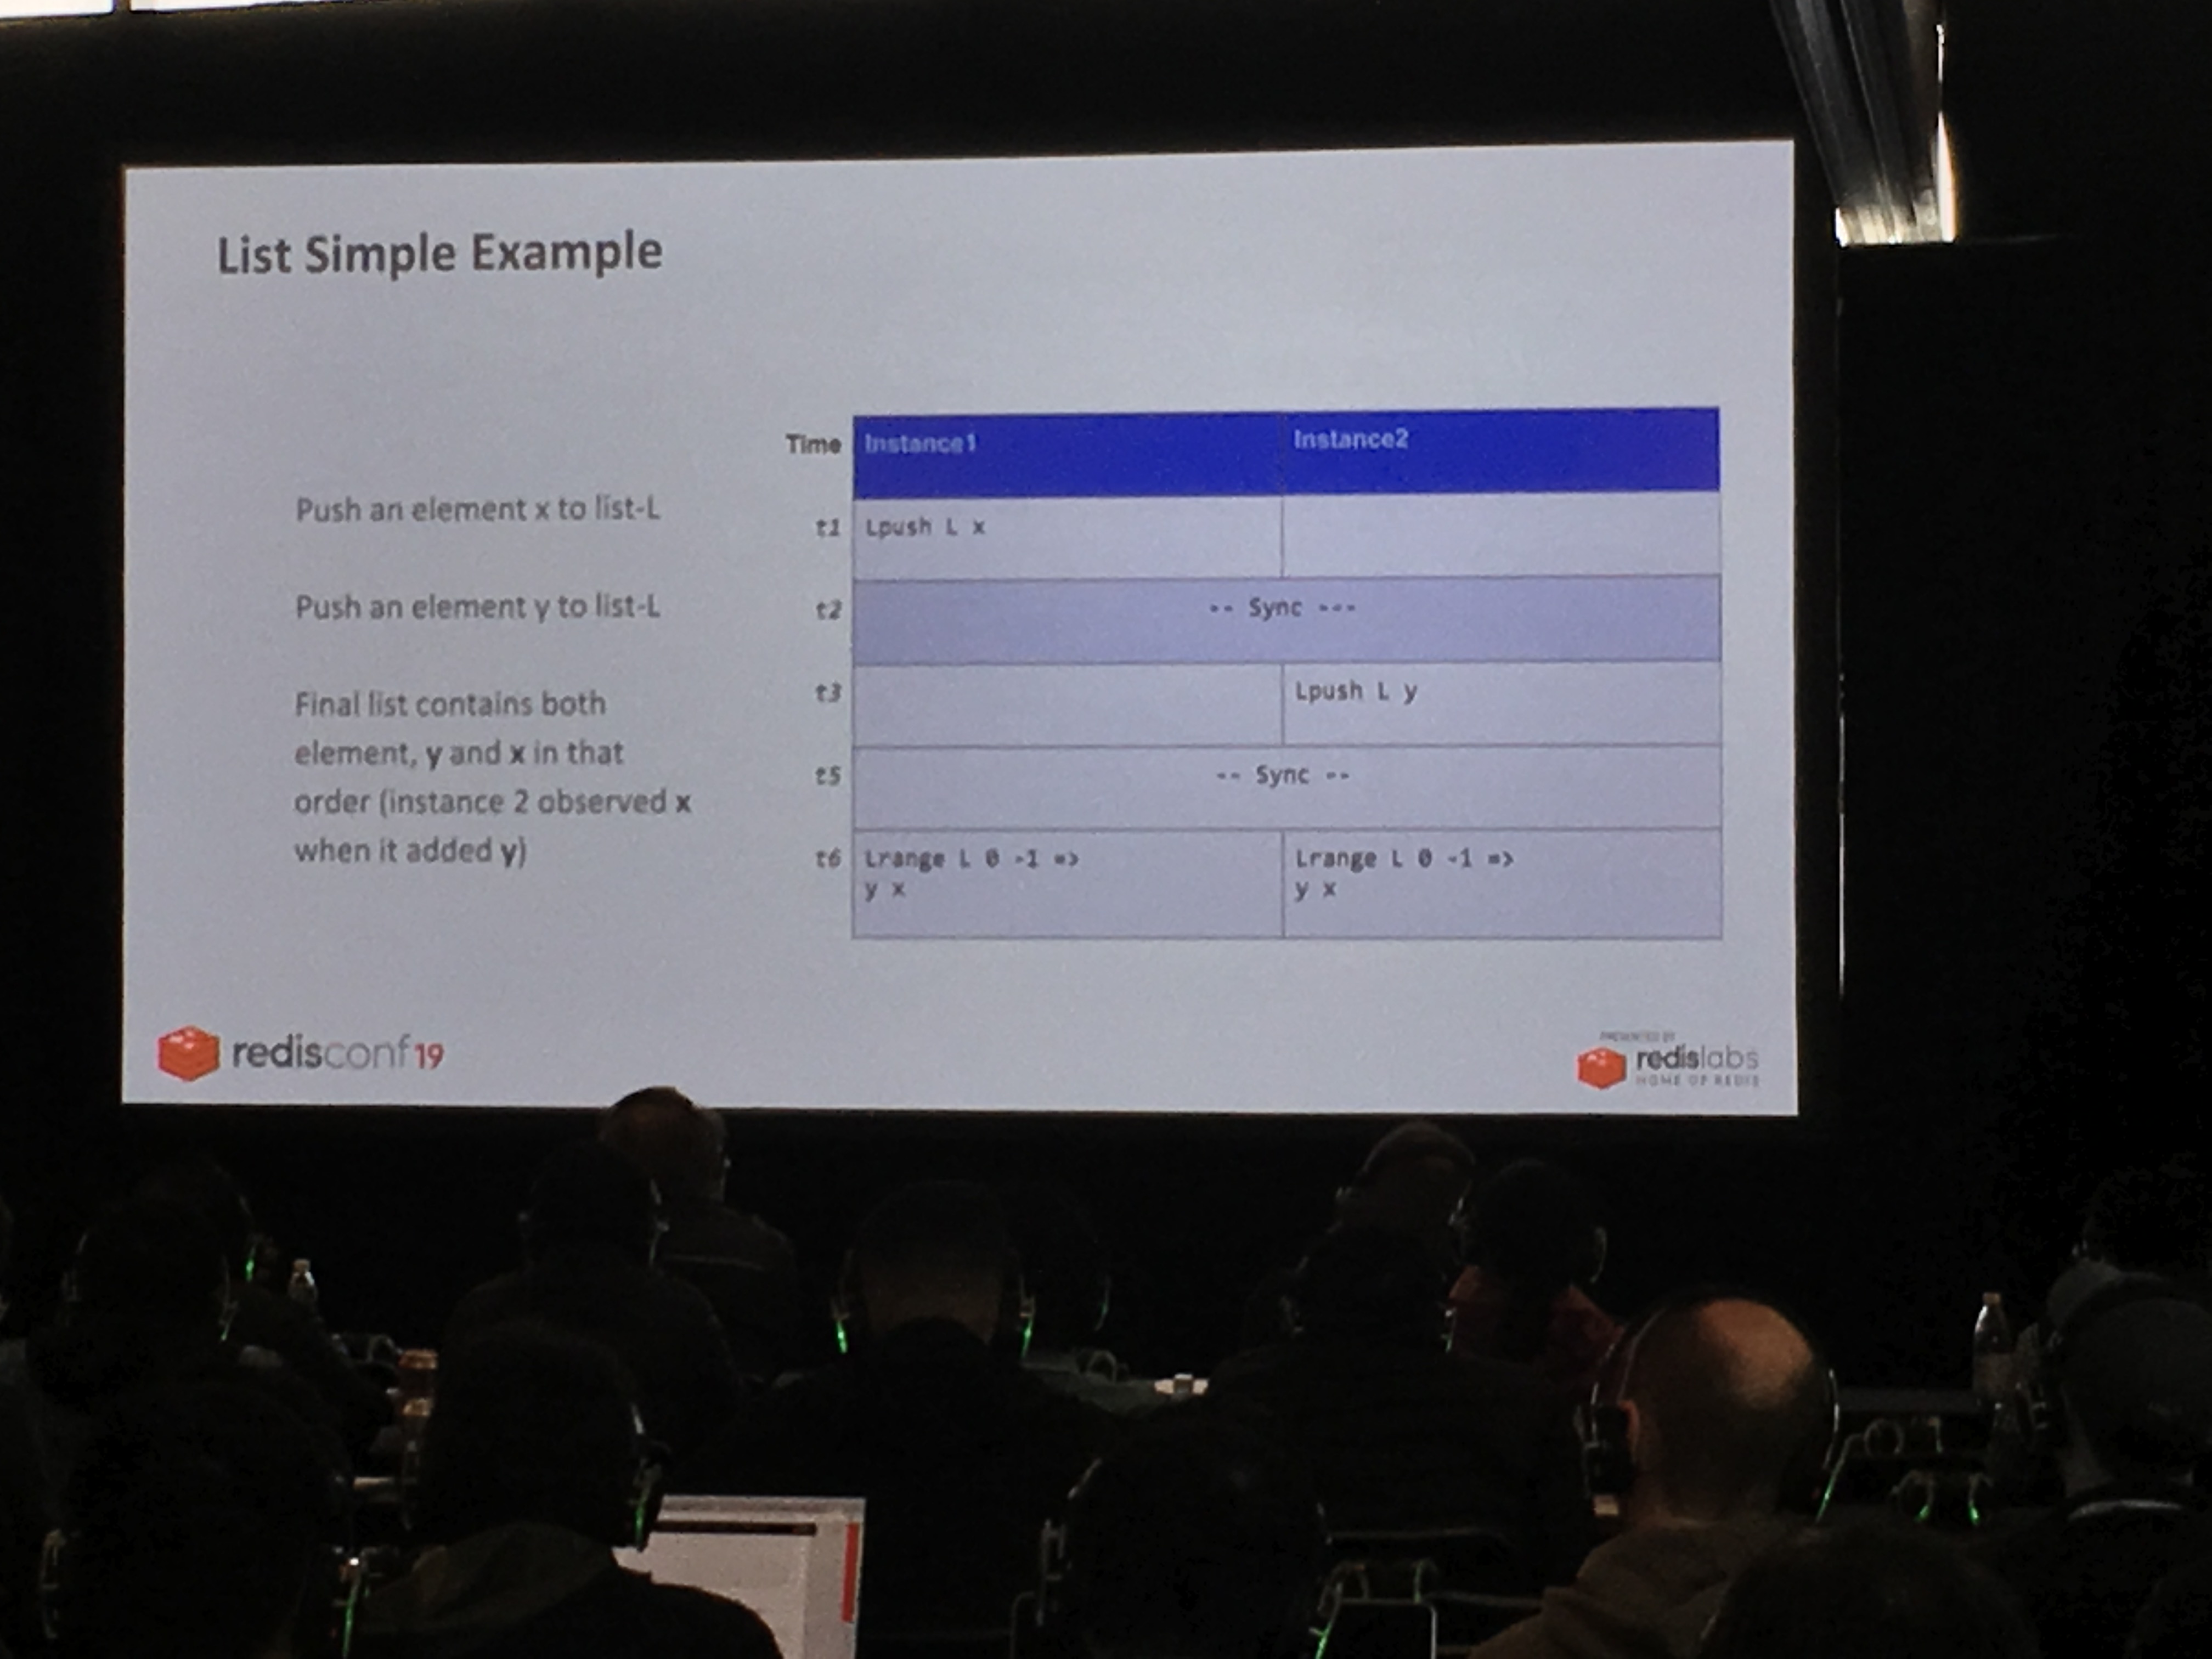 List Simple Example
Push an element x to list-L
Push an element y to list-L
Final list contains both
element, y and x in that
order (instance 2 observed x
when it added y)
Time Instance1 Instance2
t1 Lpush L x
t2 -- Sync ---
t3 Lpush L y
t5 -- Sync --
t6 Lrange L 0 -1 => Lrange L 0 -1 =>
y x y x
redisconf19
PRESENTED BY
redislabs
HOME OF REDIS